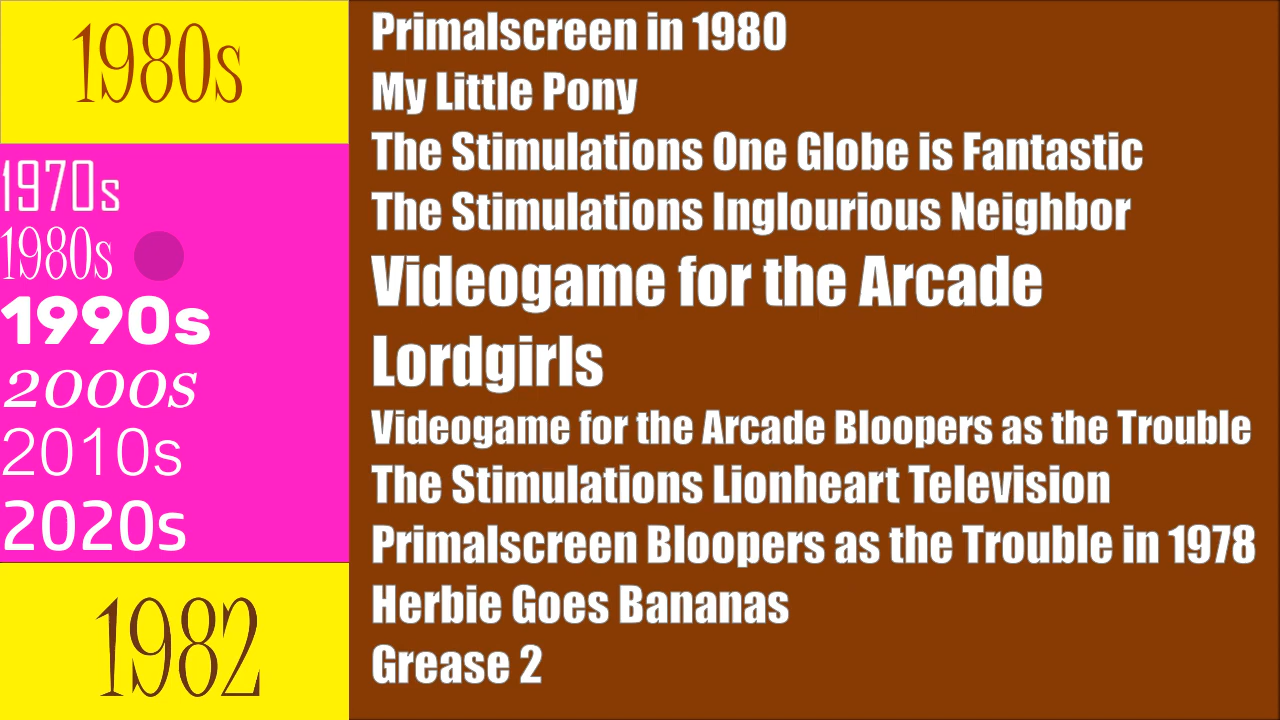 1980s
1970s
1980s
1990s
2000s
2010s
2020s
1982
Primalscreen in 1980
My Little Pony
The Stimulations One Globe is Fantastic
The Stimulations Inglourious Neighbor
Videogame for the Arcade
Lordgirls
Videogame for the Arcade Bloopers as the Trouble
The Stimulations Lionheart Television
Primalscreen Bloopers as the Trouble in 1978
Herbie Goes Bananas
Grease 2